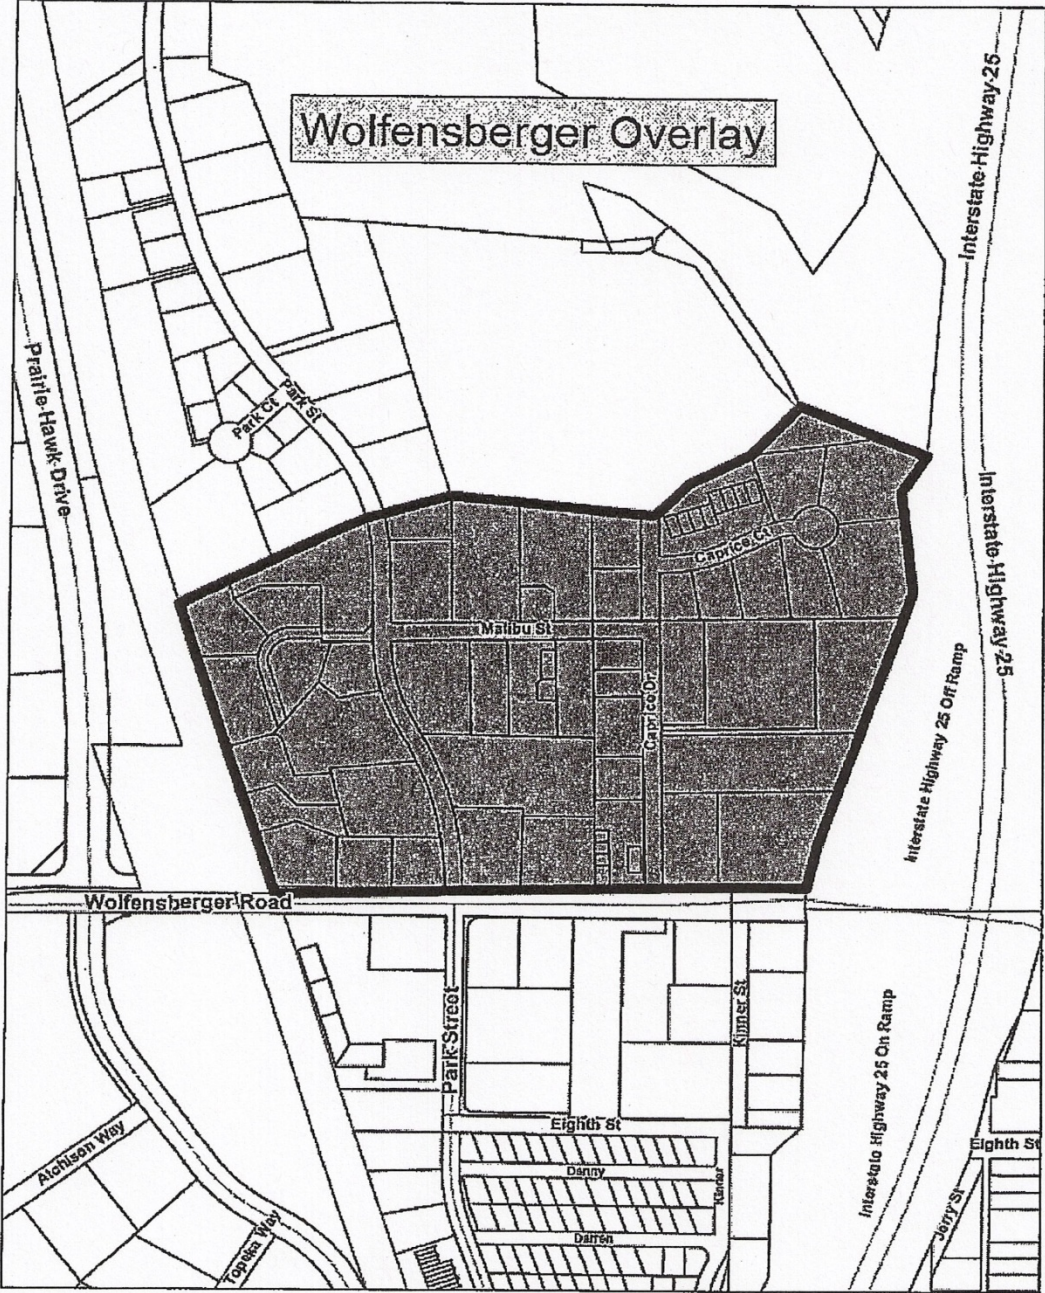 Wolfensberger Overlay
Interstate Highway 25
Prairie Hawk Drive
Park St
Park Ct
Interstate Highway 25
Caprice Ct
Malibu St
Caprice Dr
Interstate Highway 25 Off Ramp
Wolfensberger Road
Park Street
Kinner St
Interstate Highway 25 On Ramp
Eighth St
Eighth St
Atchison Way
Danny
Kinner
Jerry St
Topeka Way
Darren